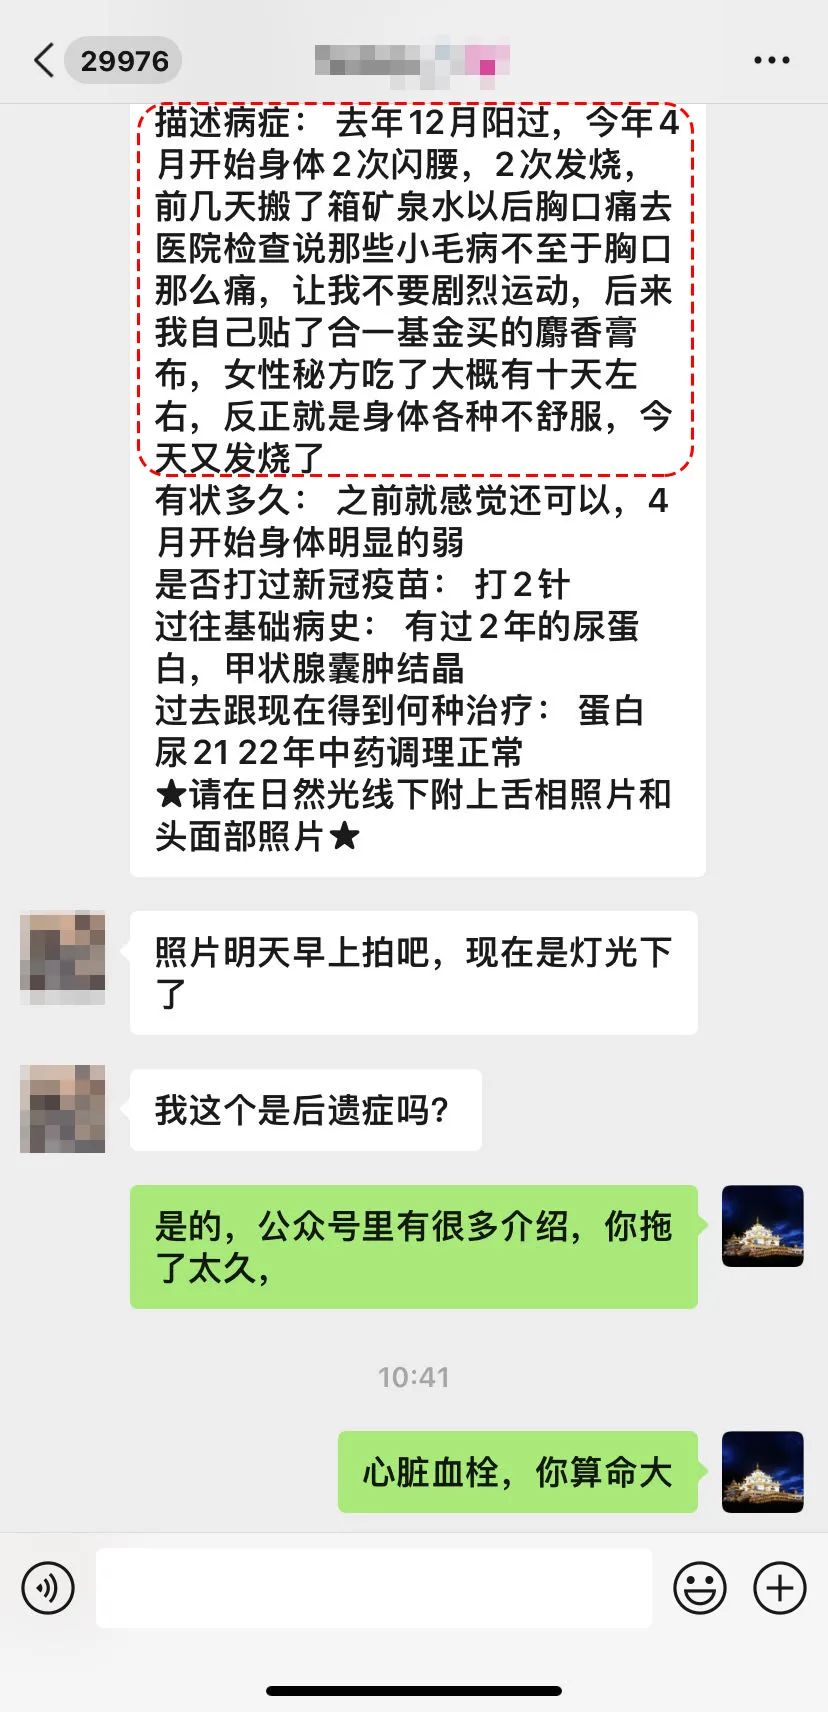 29976
描述病症： 去年12月阳过，今年4
月开始身体2次闪腰，2次发烧，
前几天搬了箱矿泉水以后胸口痛去
医院检查说那些小毛病不至于胸口
那么痛，让我不要剧烈运动，后来
我自己贴了合一基金买的麝香膏
布，女性秘方吃了大概有十天左
右，反正就是身体各种不舒服，今
天又发烧了
有状多久： 之前就感觉还可以，4
月开始身体明显的弱
是否打过新冠疫苗： 打2针
过往基础病史： 有过2年的尿蛋
白，甲状腺囊肿结晶
过去跟现在得到何种治疗： 蛋白
尿21 22年中药调理正常
★请在日然光线下附上舌相照片和
头面部照片★
照片明天早上拍吧，现在是灯光下
了
我这个是后遗症吗?
是的，公众号里有很多介绍，你拖
了太久，
10:41
心脏血栓，你算命大